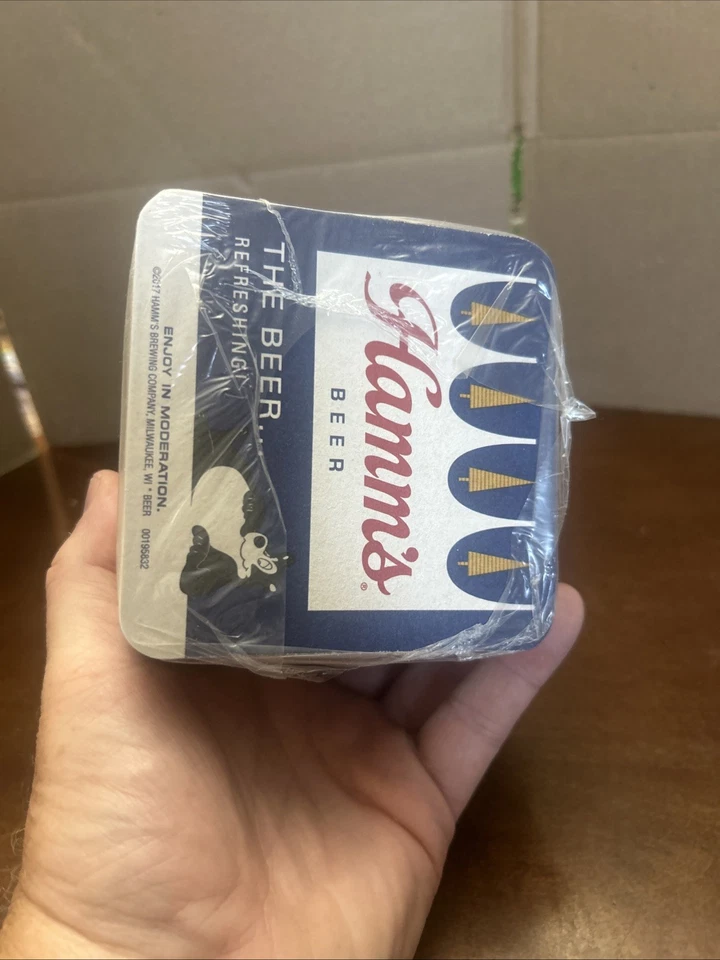 Hamm's®
BEER
THE BEER...
REFRESHING
ENJOY IN MODERATION.
©2017 HAMM'S BREWING COMPANY, MILWAUKEE, WI * BEER 00196832